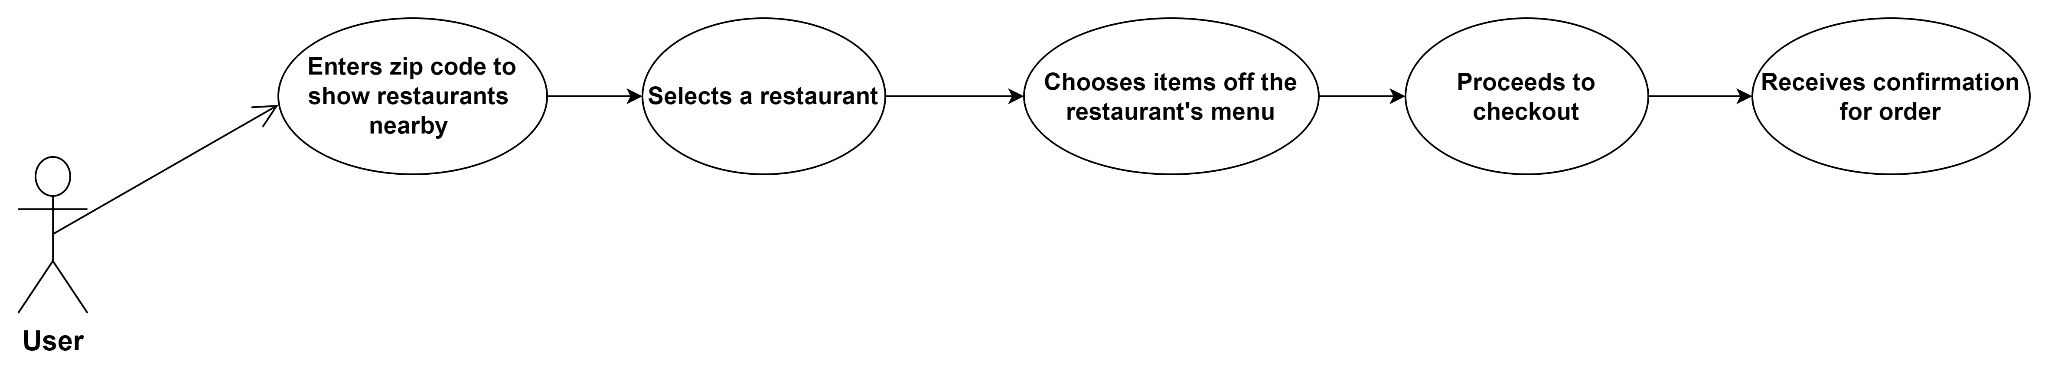 Enters zip code to
show restaurants
nearby
Selects a restaurant
Chooses items off the
restaurant's menu
Proceeds to
checkout
Receives confirmation
for order
User